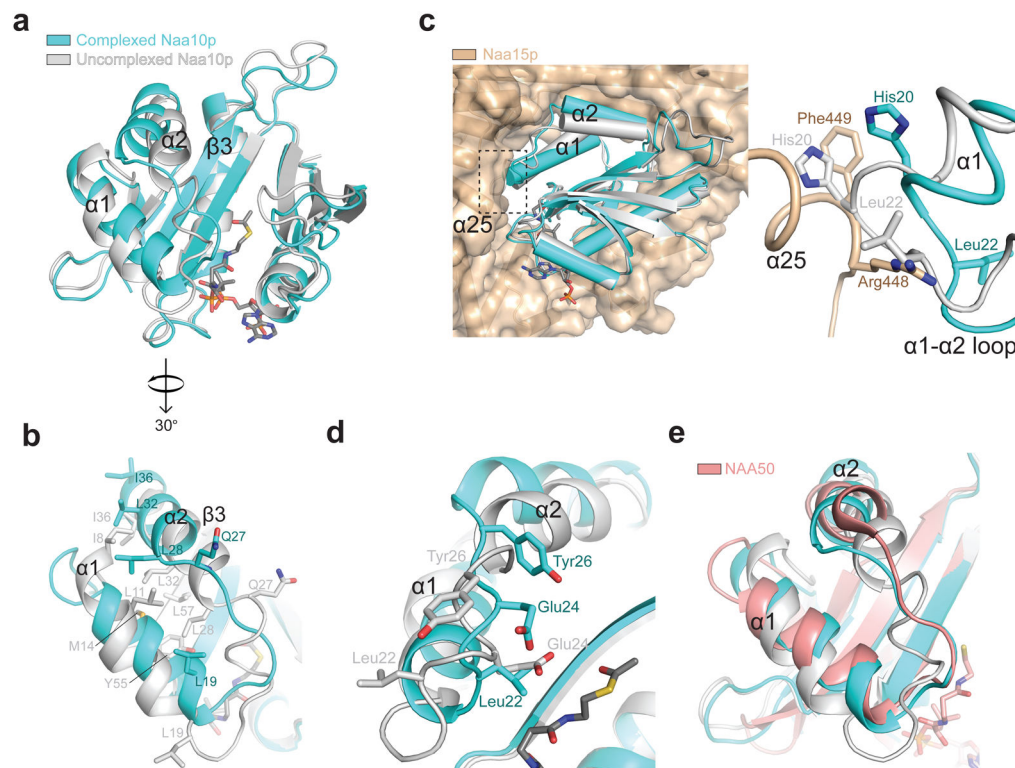 a
Complexed Naa10p
Uncomplexed Naa10p
α2
β3
α1
30°
c
Naa15p
α2
α1
α25
His20
Phe449
His20
α1
Leu22
α25
Leu22
Arg448
α1-α2 loop
b
I36
L32
β3
I36
α2
Q27
I8
L28
α1
L32
Q27
L11
L57
M14
L28
Y55
L19
L19
d
α2
Tyr26
Tyr26
α1
Glu24
Glu24
Leu22
Leu22
e
NAA50
α2
α1